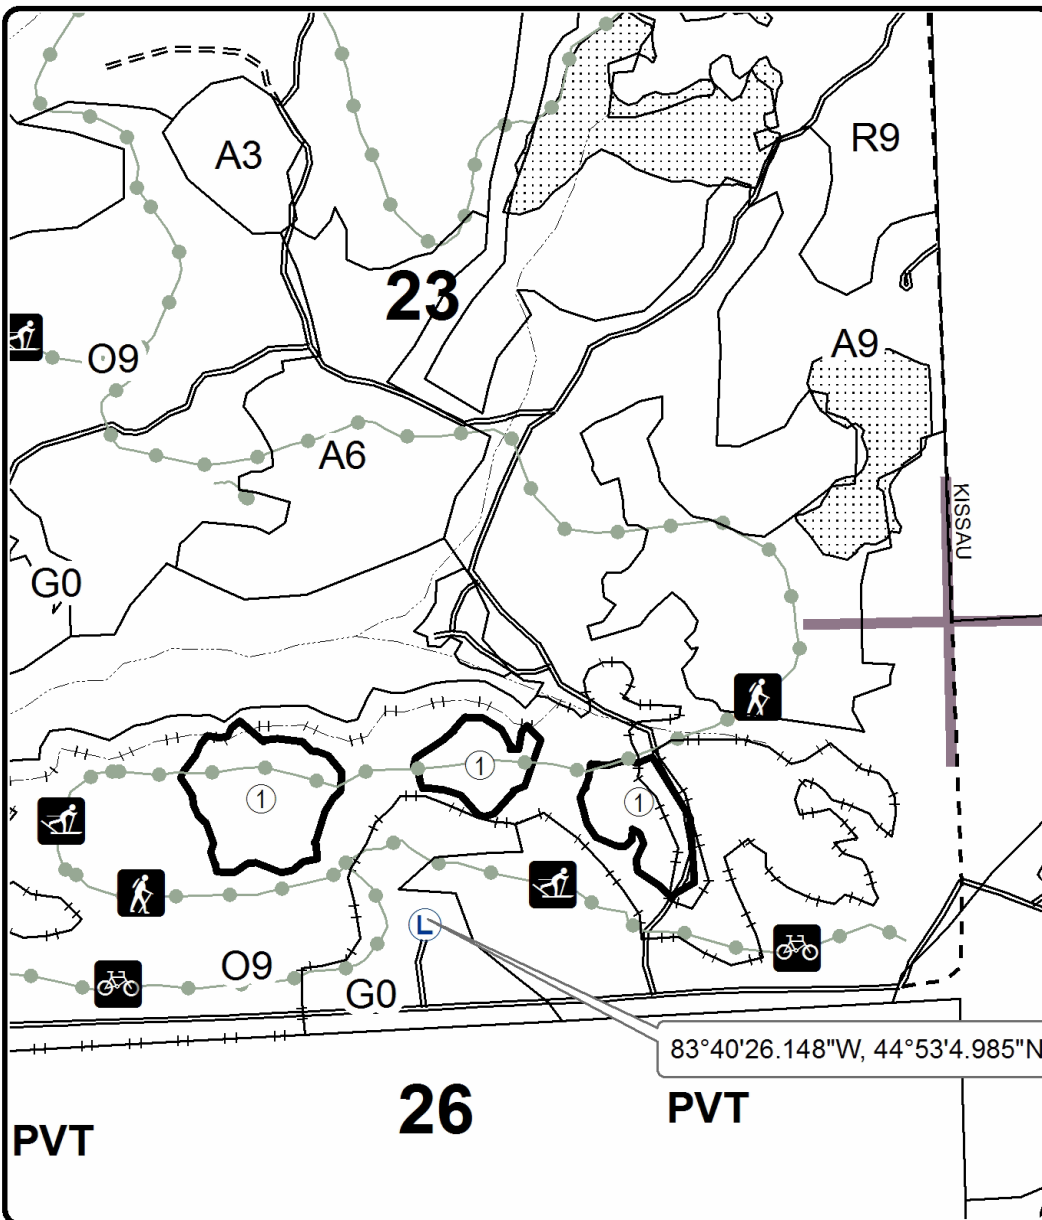 R9
A3
23
O9
A9
A6
KISSAU
G0
1
1
1
L
O9
G0
83°40'26.148"W, 44°53'4.985"N
26
PVT
PVT